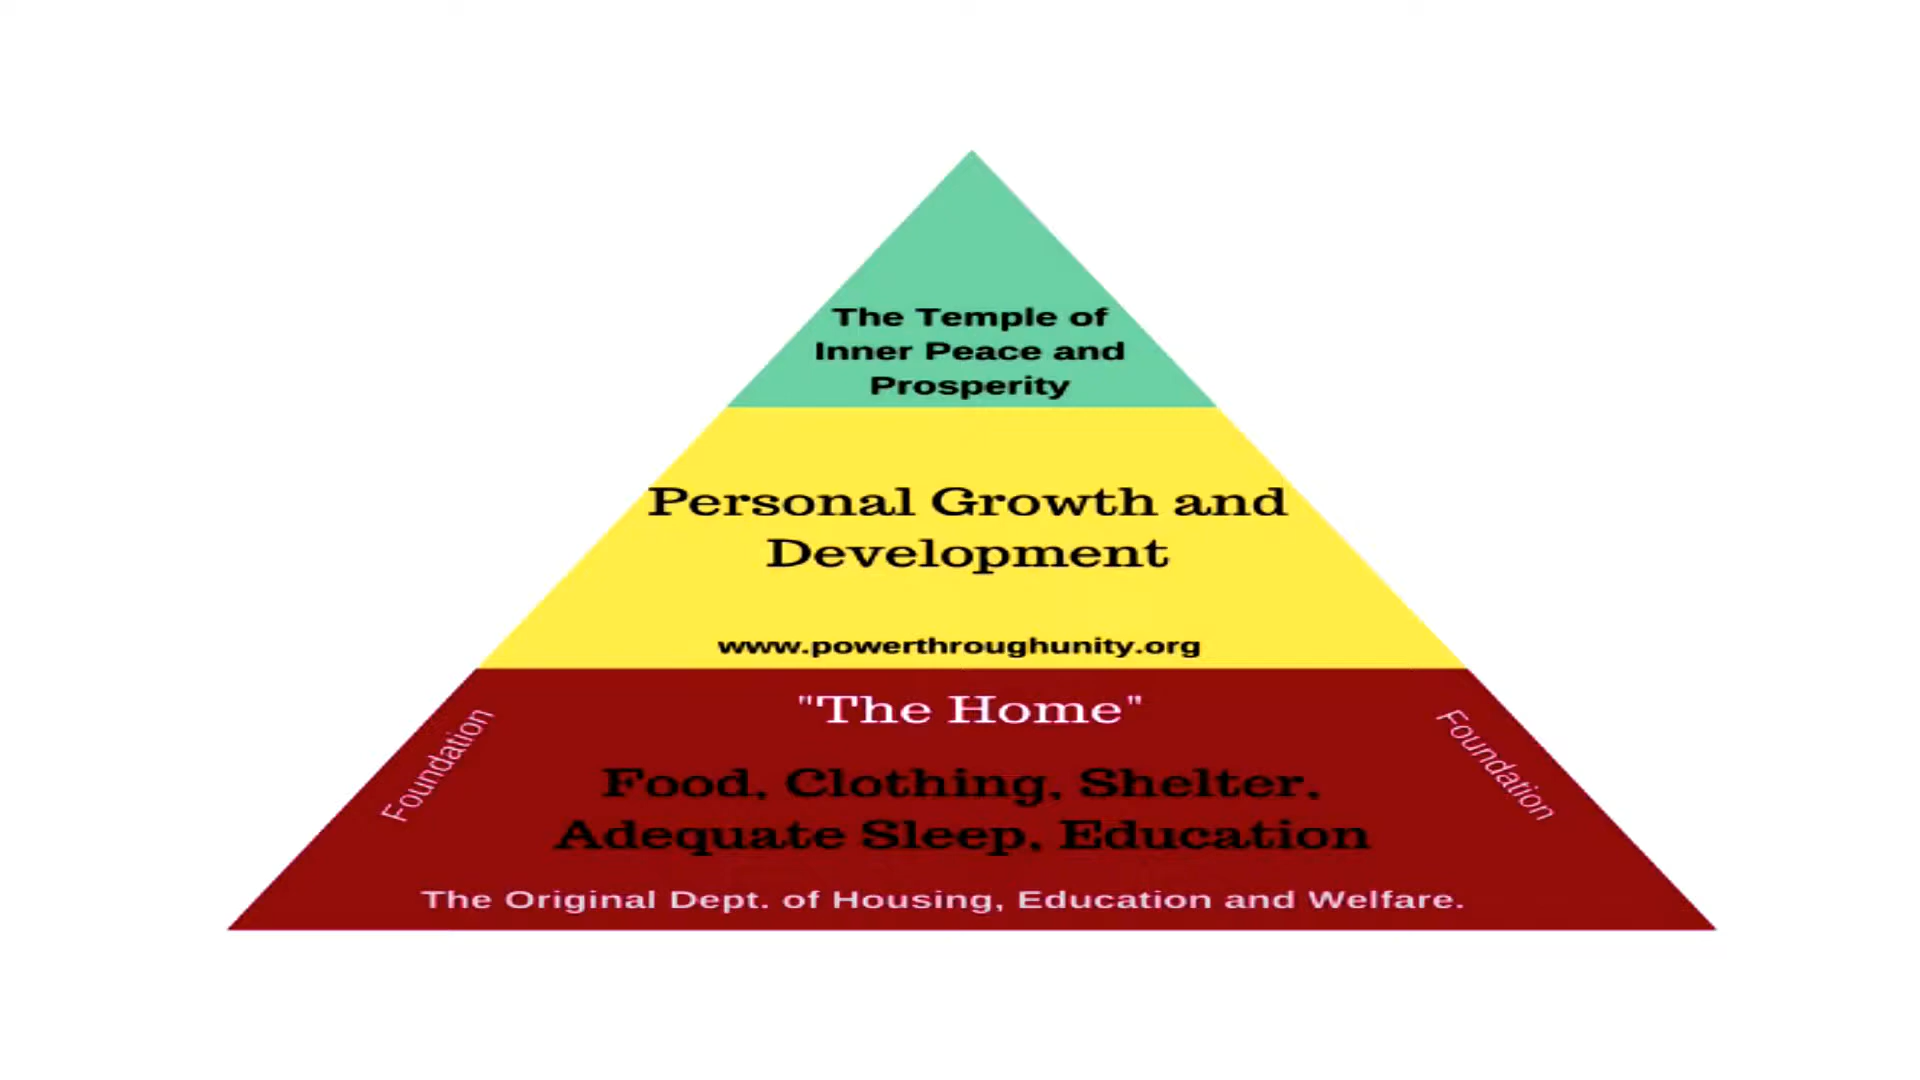 The Temple of
Inner Peace and
Prosperity
Personal Growth and
Development
www.powerthroughunity.org
"The Home"
Foundation
Foundation
Food, Clothing, Shelter,
Adequate Sleep, Education
The Original Dept. of Housing, Education and Welfare.